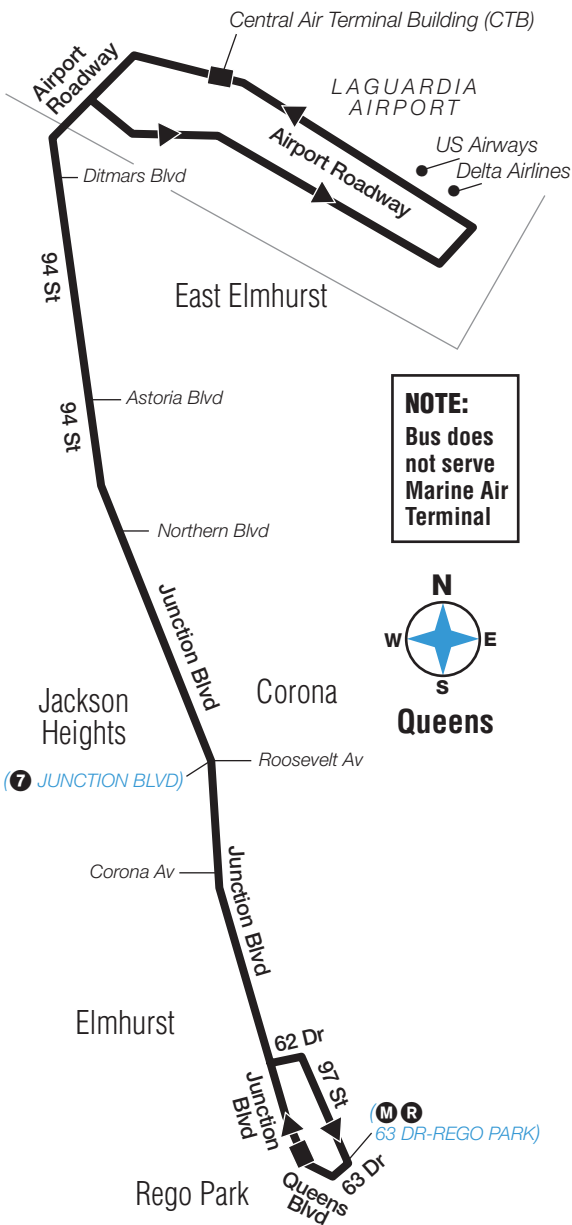 Central Air Terminal Building (CTB)
Airport
Roadway
LAGUARDIA
AIRPORT
US Airways
Airport Roadway
Delta Airlines
Ditmars Blvd
94 St
East Elmhurst
Astoria Blvd
94 St
NOTE:
Bus does
not serve
Marine Air
Terminal
Northern Blvd
N
Junction Blvd
W
E
S
Corona
Jackson
Heights
Queens
Roosevelt Av
(7 JUNCTION BLVD)
Junction Blvd
Corona Av
Elmhurst
62 Dr
97 St
Junction
Blvd
(M R
63 DR-REGO PARK)
63 Dr
Queens
Blvd
Rego Park